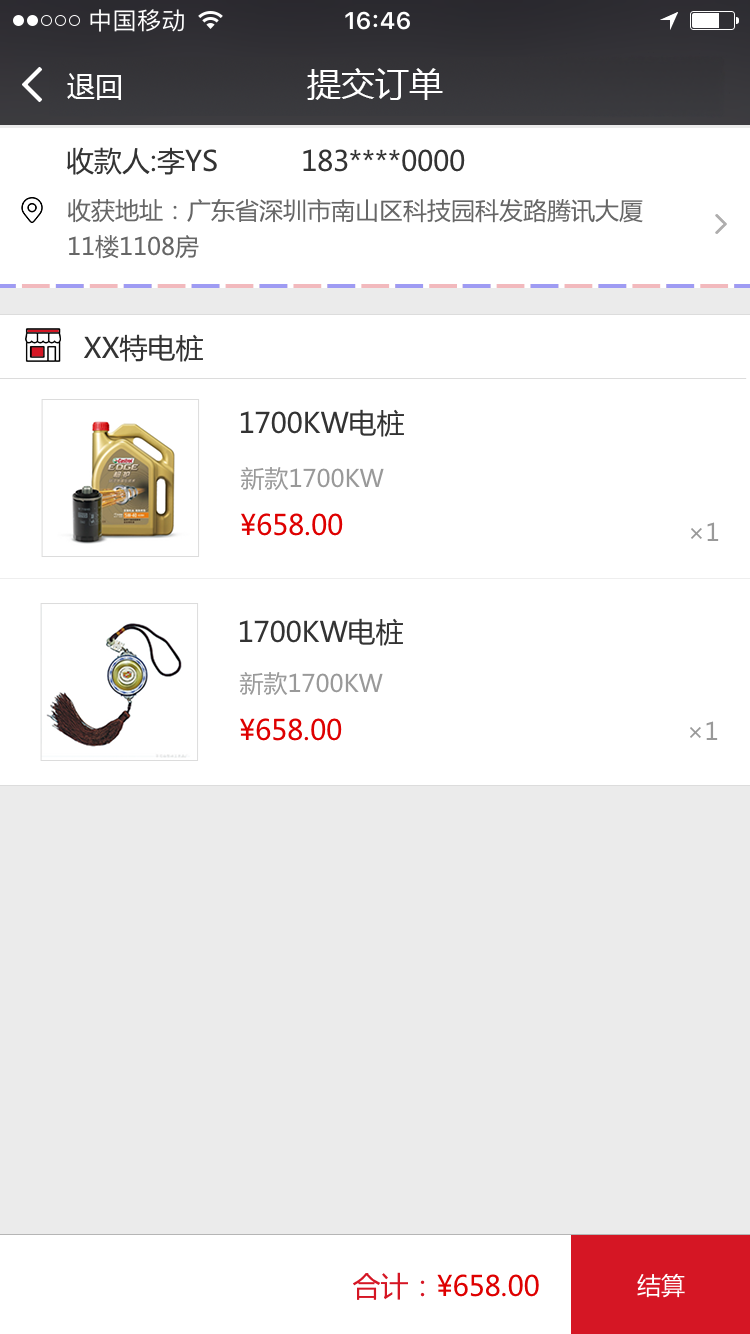 中国移动 16:46
退回 提交订单
收款人:李YS 183****0000
收获地址：广东省深圳市南山区科技园科发路腾讯大厦
11楼1108房
XX特电桩
1700KW电桩
新款1700KW
¥658.00
×1
Castrol
EDGE
1700KW电桩
新款1700KW
¥658.00
×1
合计：¥658.00 结算